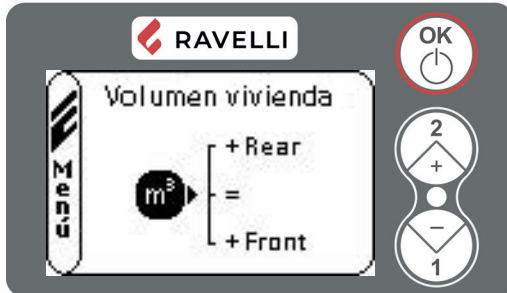 RAVELLI
OK
Volumen vivienda
Menú
m³
+ Rear
=
+ Front
2
+
−
1